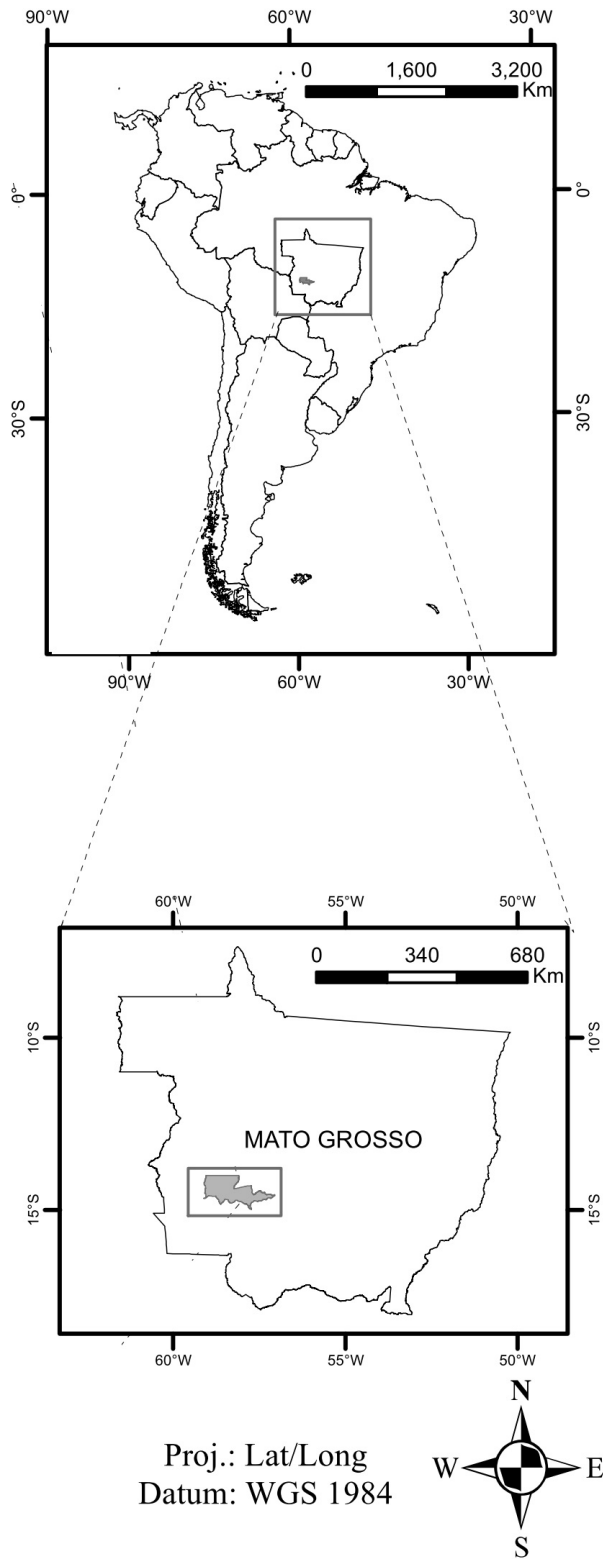 90°W 60°W 30°W
0 1,600 3,200
Km
0° 0°
30°S 30°S
90°W 60°W 30°W
60°W 55°W 50°W
0 340 680
Km
10°S 10°S
MATO GROSSO
15°S 15°S
60°W 55°W 50°W
N
Proj.: Lat/Long
W E
Datum: WGS 1984
S